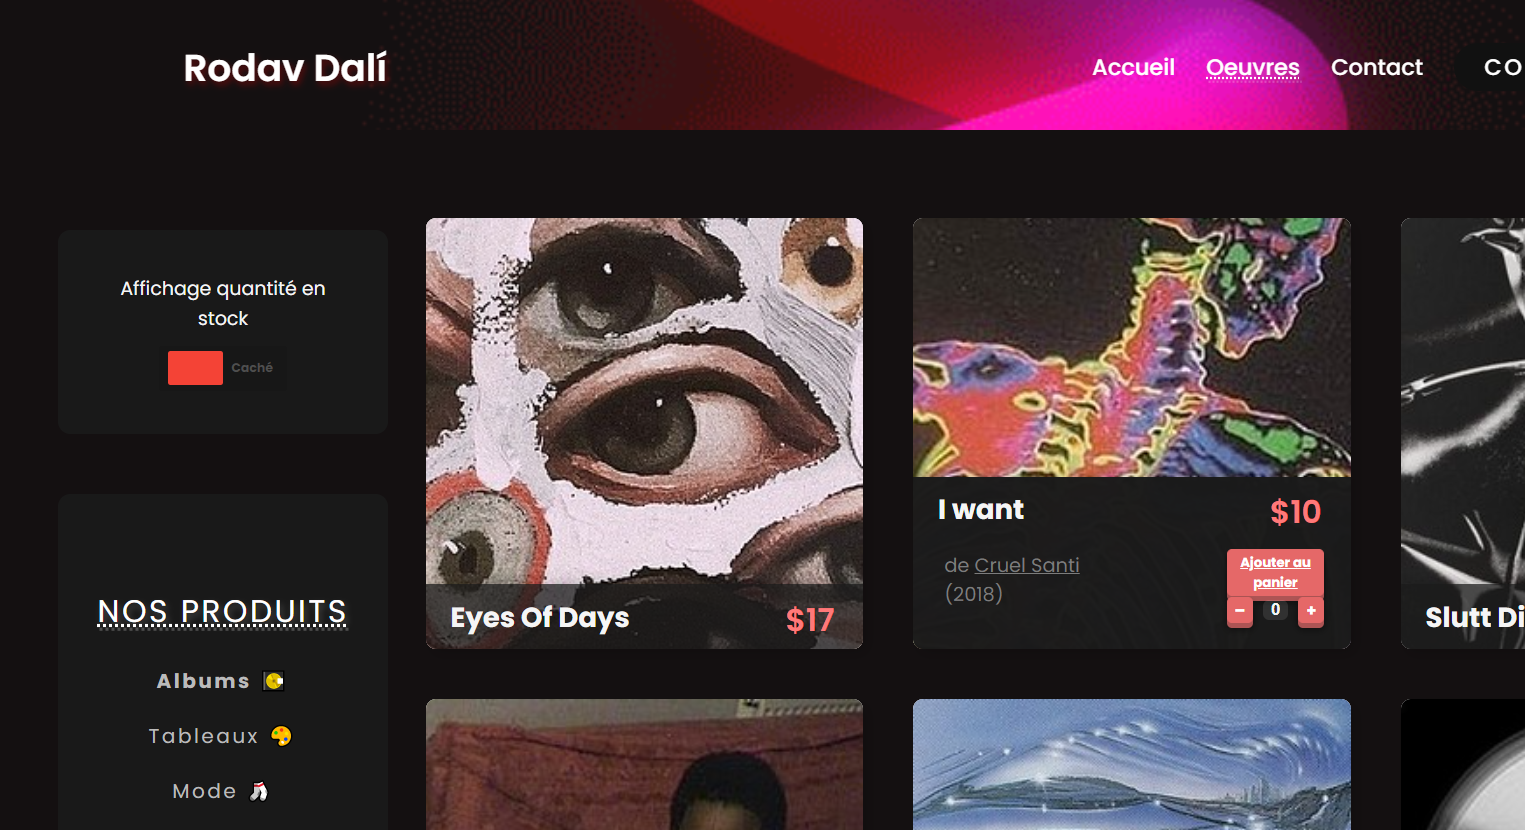 Rodav Dalí
Accueil Oeuvres Contact CO
Affichage quantité en
stock
Caché
NOS PRODUITS
Albums
Tableaux
Mode
Eyes Of Days $17
I want $10
de Cruel Santi
(2018)
Ajouter au
panier
- 0 +
Slutt Di